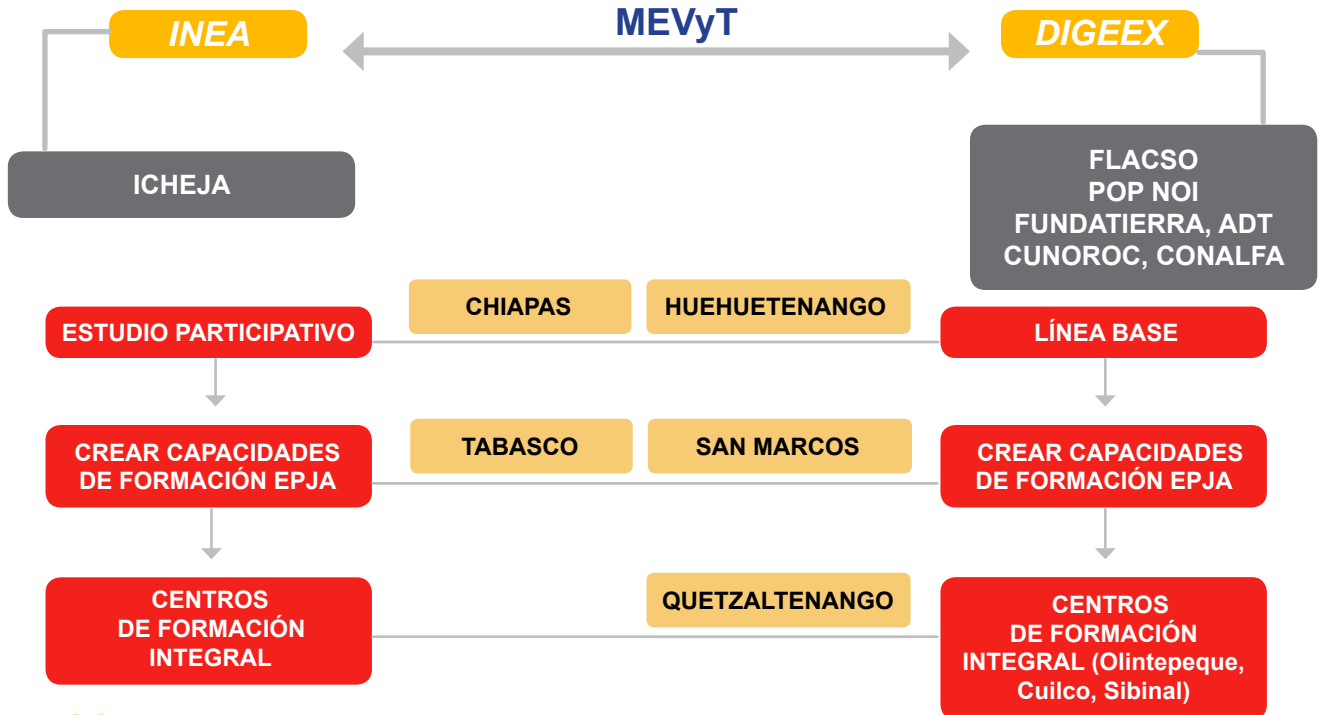 INEA
MEVyT
DIGEEX
ICHEJA
FLACSO
POP NOI
FUNDATIERRA, ADT
CUNOROC, CONALFA
CHIAPAS
HUEHUETENANGO
ESTUDIO PARTICIPATIVO
LÍNEA BASE
TABASCO
SAN MARCOS
CREAR CAPACIDADES
DE FORMACIÓN EPJA
CREAR CAPACIDADES
DE FORMACIÓN EPJA
QUETZALTENANGO
CENTROS
DE FORMACIÓN
INTEGRAL
CENTROS
DE FORMACIÓN
INTEGRAL (Olintepeque,
Cuilco, Sibinal)